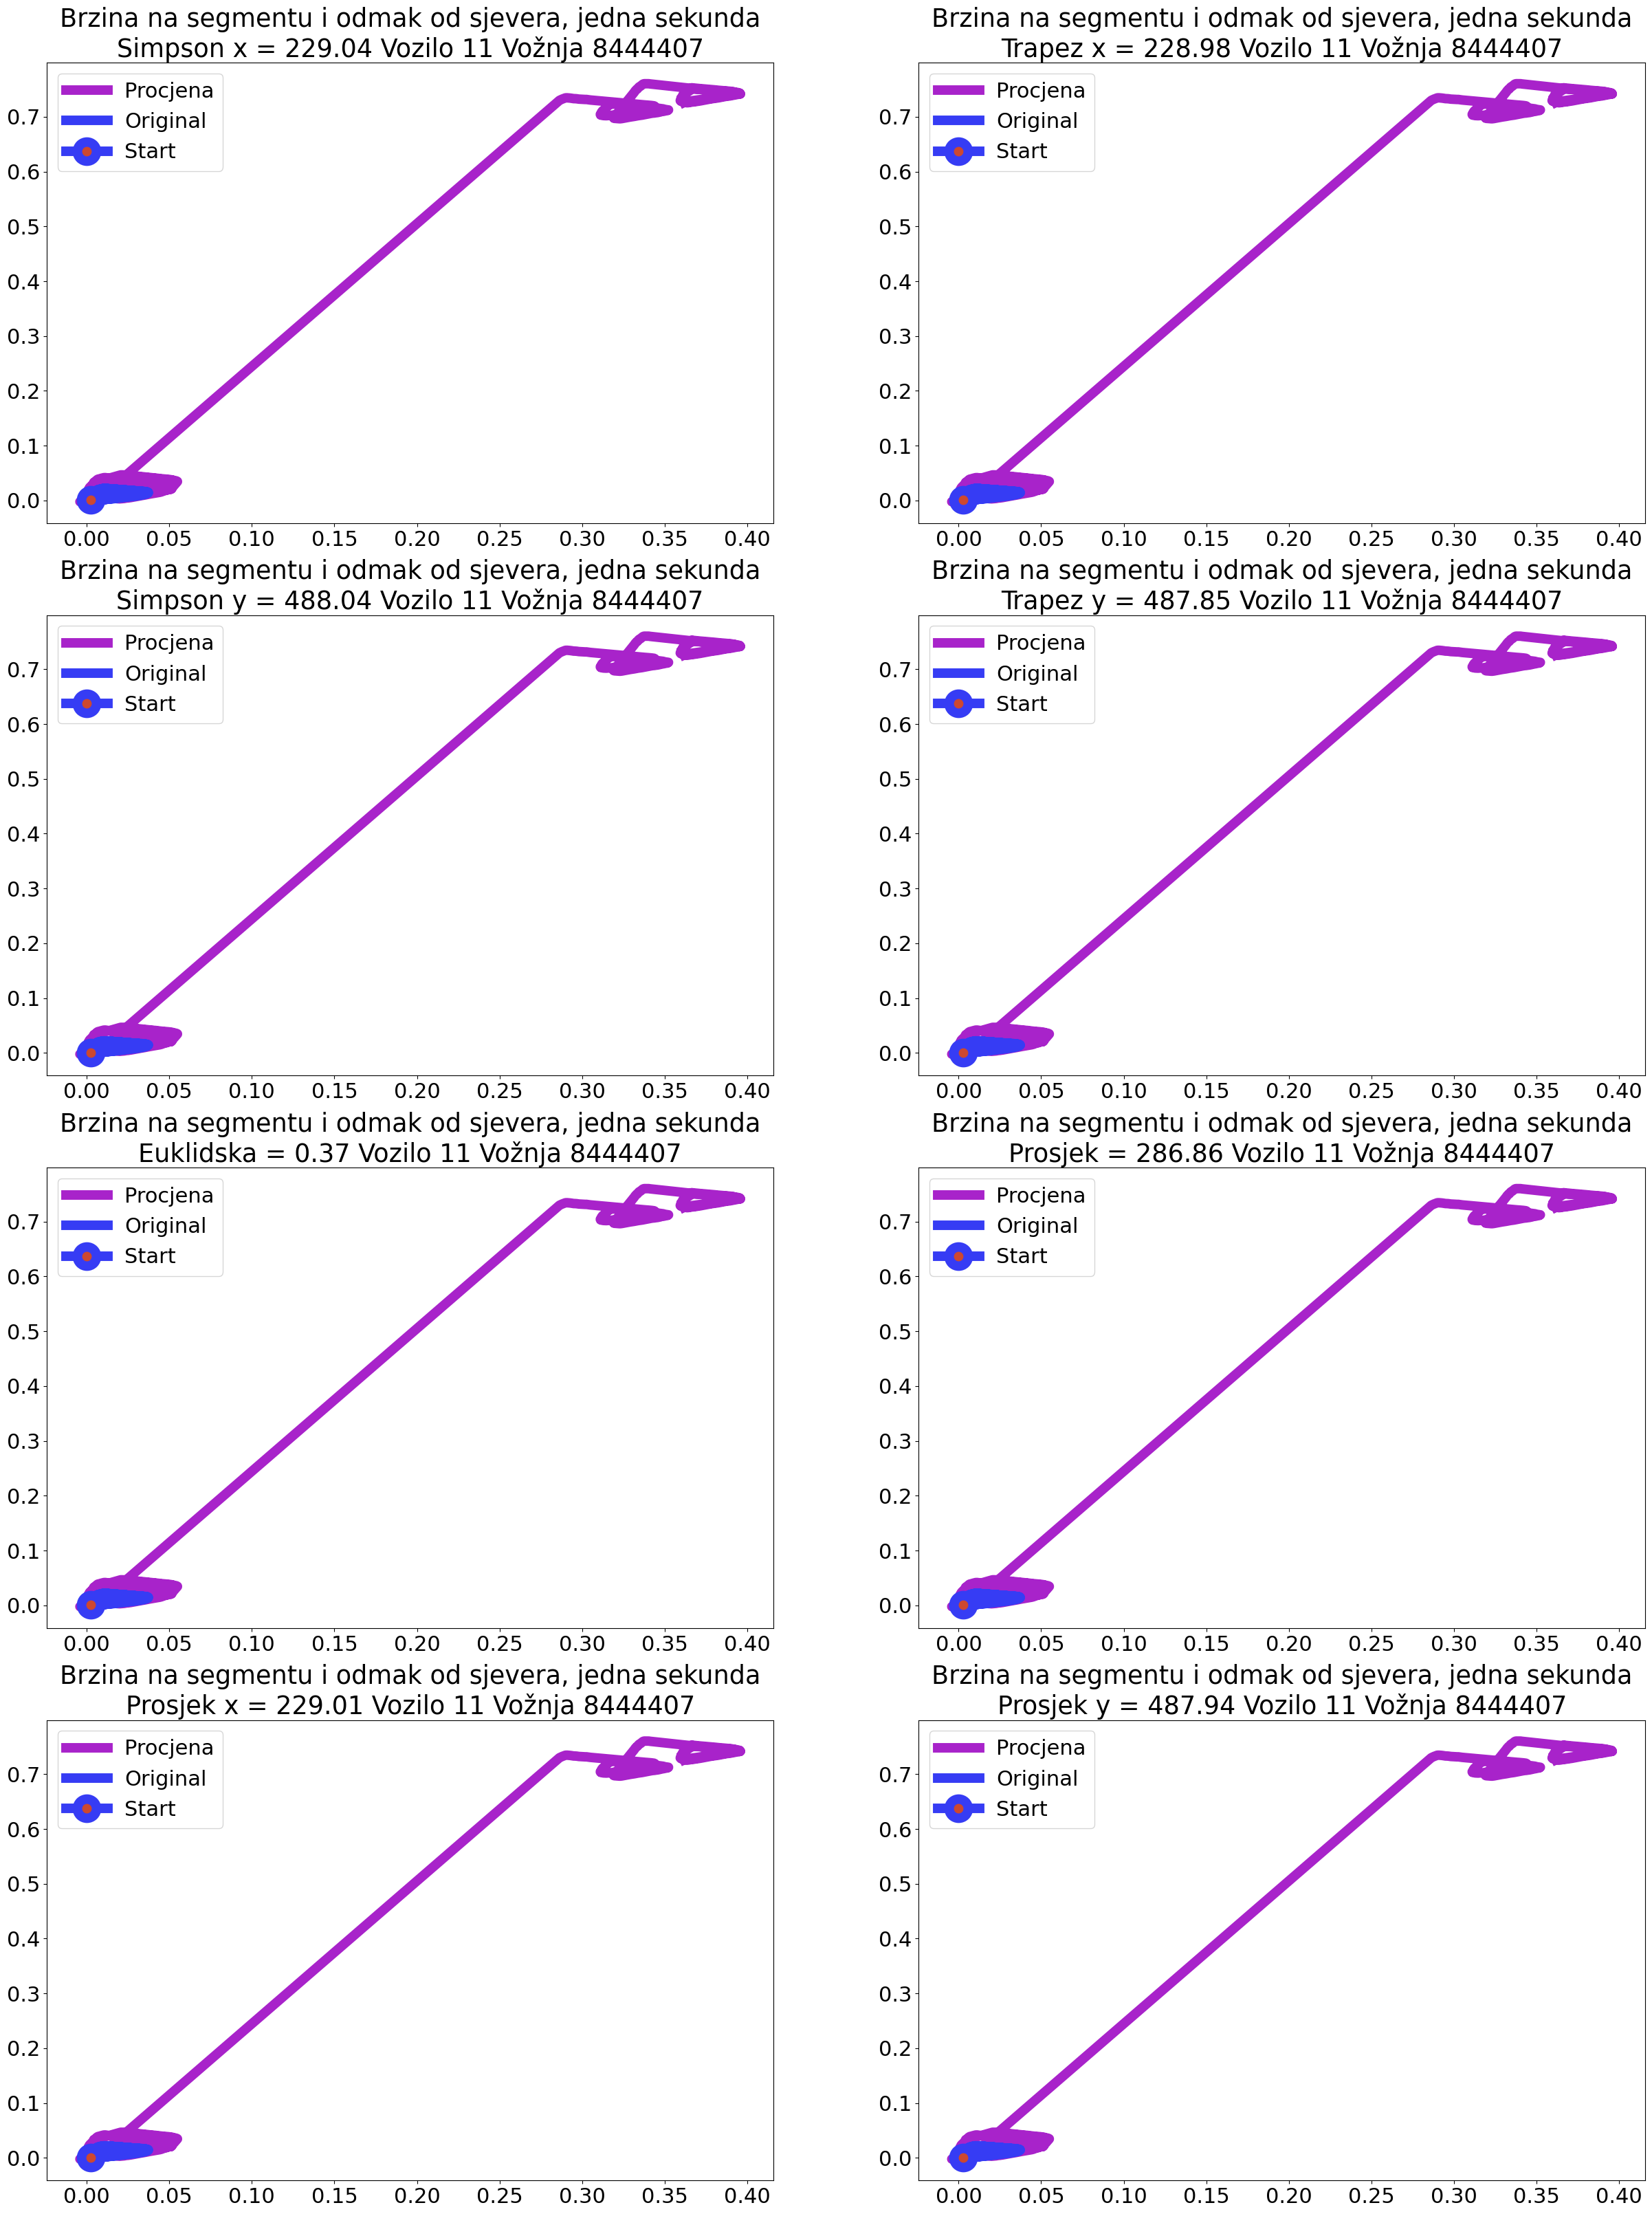 Brzina na segmentu i odmak od sjevera, jedna sekunda
Simpson x = 229.04 Vozilo 11 Vožnja 8444407
Procjena
Original
Start
0.7
0.6
0.5
0.4
0.3
0.2
0.1
0.0
0.00 0.05 0.10 0.15 0.20 0.25 0.30 0.35 0.40
Brzina na segmentu i odmak od sjevera, jedna sekunda
Trapez x = 228.98 Vozilo 11 Vožnja 8444407
Procjena
Original
Start
0.7
0.6
0.5
0.4
0.3
0.2
0.1
0.0
0.00 0.05 0.10 0.15 0.20 0.25 0.30 0.35 0.40
Brzina na segmentu i odmak od sjevera, jedna sekunda
Simpson y = 488.04 Vozilo 11 Vožnja 8444407
Procjena
Original
Start
0.7
0.6
0.5
0.4
0.3
0.2
0.1
0.0
0.00 0.05 0.10 0.15 0.20 0.25 0.30 0.35 0.40
Brzina na segmentu i odmak od sjevera, jedna sekunda
Trapez y = 487.85 Vozilo 11 Vožnja 8444407
Procjena
Original
Start
0.7
0.6
0.5
0.4
0.3
0.2
0.1
0.0
0.00 0.05 0.10 0.15 0.20 0.25 0.30 0.35 0.40
Brzina na segmentu i odmak od sjevera, jedna sekunda
Euklidska = 0.37 Vozilo 11 Vožnja 8444407
Procjena
Original
Start
0.7
0.6
0.5
0.4
0.3
0.2
0.1
0.0
0.00 0.05 0.10 0.15 0.20 0.25 0.30 0.35 0.40
Brzina na segmentu i odmak od sjevera, jedna sekunda
Prosjek = 286.86 Vozilo 11 Vožnja 8444407
Procjena
Original
Start
0.7
0.6
0.5
0.4
0.3
0.2
0.1
0.0
0.00 0.05 0.10 0.15 0.20 0.25 0.30 0.35 0.40
Brzina na segmentu i odmak od sjevera, jedna sekunda
Prosjek x = 229.01 Vozilo 11 Vožnja 8444407
Procjena
Original
Start
0.7
0.6
0.5
0.4
0.3
0.2
0.1
0.0
0.00 0.05 0.10 0.15 0.20 0.25 0.30 0.35 0.40
Brzina na segmentu i odmak od sjevera, jedna sekunda
Prosjek y = 487.94 Vozilo 11 Vožnja 8444407
Procjena
Original
Start
0.7
0.6
0.5
0.4
0.3
0.2
0.1
0.0
0.00 0.05 0.10 0.15 0.20 0.25 0.30 0.35 0.40